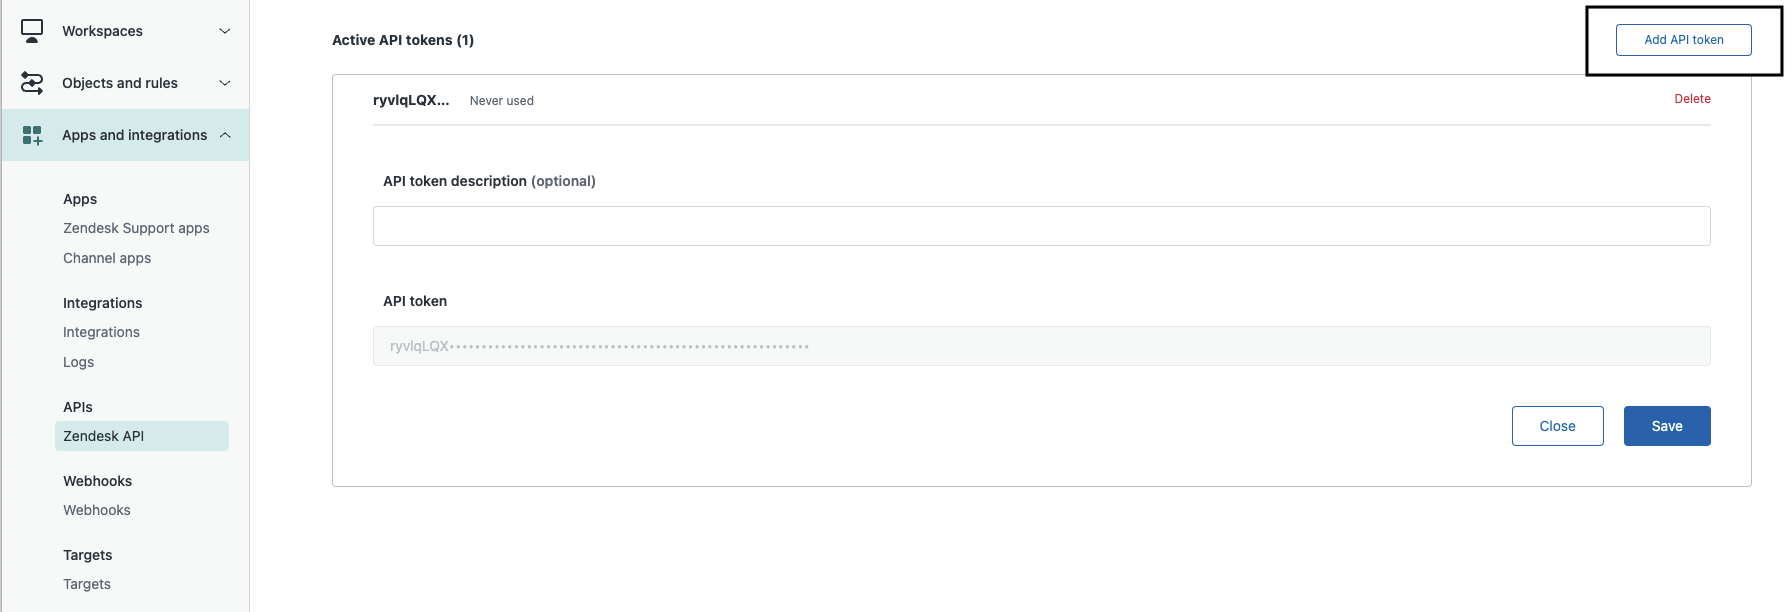 Workspaces
Objects and rules
Apps and integrations
Apps
Zendesk Support apps
Channel apps
Integrations
Integrations
Logs
APIs
Zendesk API
Webhooks
Webhooks
Targets
Targets
Active API tokens (1)
Add API token
ryvlqLQX... Never used Delete
API token description (optional)
API token
ryvlqLQX••••••••••••••••••••••••••••••••••••••••••••••••••••••
Close Save